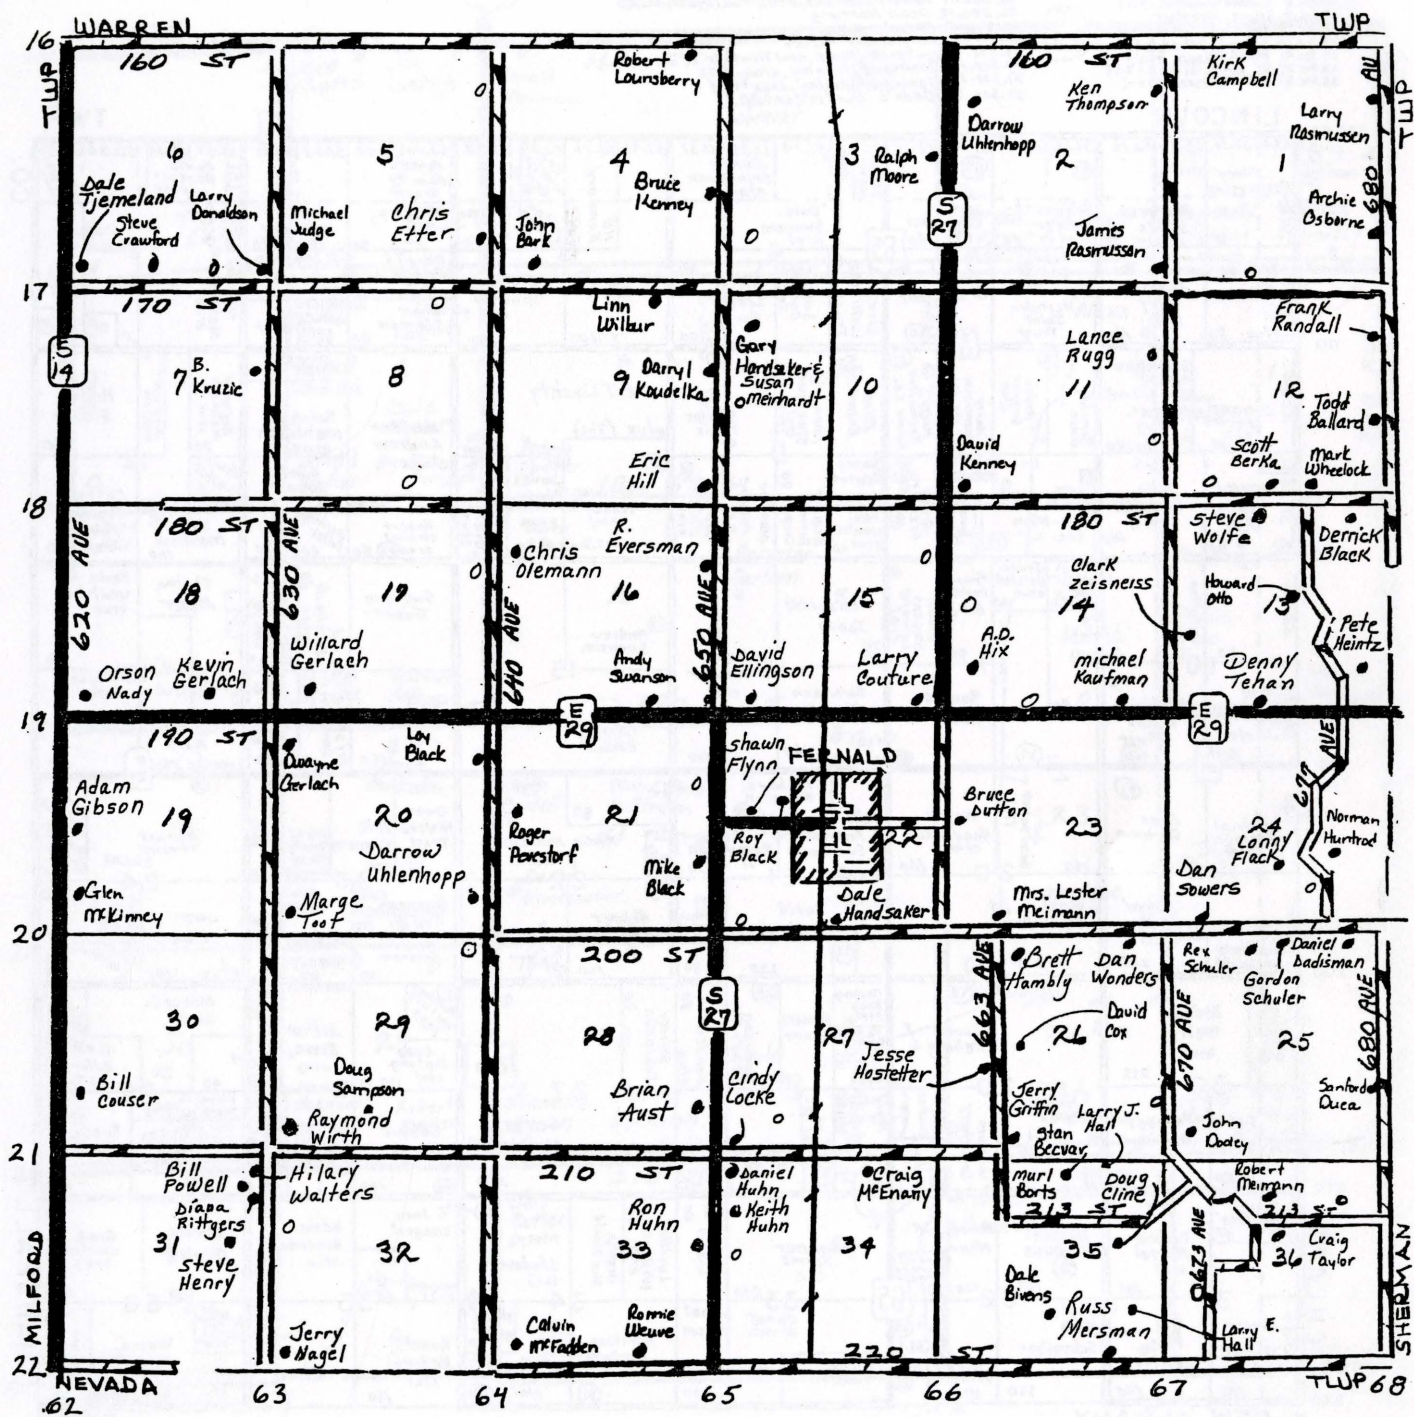 WARREN
TWP
16
TWP
160 ST
160 ST
680 AV
TWP
Robert
Lounsberry
Kirk
Campbell
Ken
Thompson
Darrow
Uhlenhopp
Larry
Rasmussen
6
5
4
3
2
1
Ralph
Moore
Bruce
Kenney
Dale
Tjemeland
Larry
Donaldson
Steve
Crawford
Michael
Judge
Chris
Etter
John
Bark
S
27
James
Rasmussan
Archie
Osborne
17
170 ST
Linn
Wilbur
Frank
Randall
S
14
7
B.
Kruzic
8
9
Darryl
Koudelka
Gary
Handsaker &
Susan
Meinhardt
10
Lance
Rugg
11
12
Todd
Ballard
Eric
Hill
David
Kenney
Scott
Berka
Mark
Wheelock
18
180 ST
180 ST
620 AVE
630 AVE
640 AVE
650 AVE
R.
Eversman
Chris
Olemann
Steve
Wolfe
Derrick
Black
Clark
Zeisneiss
Howard
Otto
18
17
16
15
14
13
Pete
Heintz
Orson
Nady
Kevin
Gerlach
Willard
Gerlach
Andy
Swanson
David
Ellingson
Larry
Couture
A.D.
Hix
Michael
Kaufman
Denny
Tehan
19
190 ST
E
29
E
29
Dwayne
Gerlach
Loy
Black
Shawn
Flynn
FERNALD
677 AVE
Adam
Gibson
19
20
Roger
Penestorf
21
Roy
Black
22
Bruce
Dutton
23
24
Lonny
Flack
Norman
Huntrod
Darrow
Uhlenhopp
Mike
Black
Glen
McKinney
Marge
Toot
Dale
Handsaker
Mrs. Lester
Meimann
Dan
Sowers
20
200 ST
663 AVE
Brett
Hambly
Dan
Wonders
670 AVE
Rev.
Schuler
Daniel
Dadisman
Gordon
Schuler
680 AVE
S
27
30
29
28
27
26
25
David
Cox
Jesse
Hostetter
Bill
Couser
Doug
Sampson
Raymond
Wirth
Brian
Aust
Cindy
Locke
Jerry
Griffin
Larry J.
Hall
Stan
Becvar
John
Dooley
Sanford
Duea
21
210 ST
Bill
Powell
Hilary
Walters
Diana
Rittgers
Daniel
Huhn
Keith
Huhn
Craig
McEnany
Murl
Borts
Doug
Cline
Robert
Meimann
213 ST
213 ST
Ron
Huhn
31
Steve
Henry
32
33
34
35
673 AVE
36
Craig
Taylor
MILFORD
SHERMAN
Dale
Bivens
Russ
Mersman
Larry E.
Hall
Jerry
Nagel
Calvin
McFadden
Ronnie
Weuve
22
220 ST
NEVADA
TWP
62
63
64
65
66
67
68